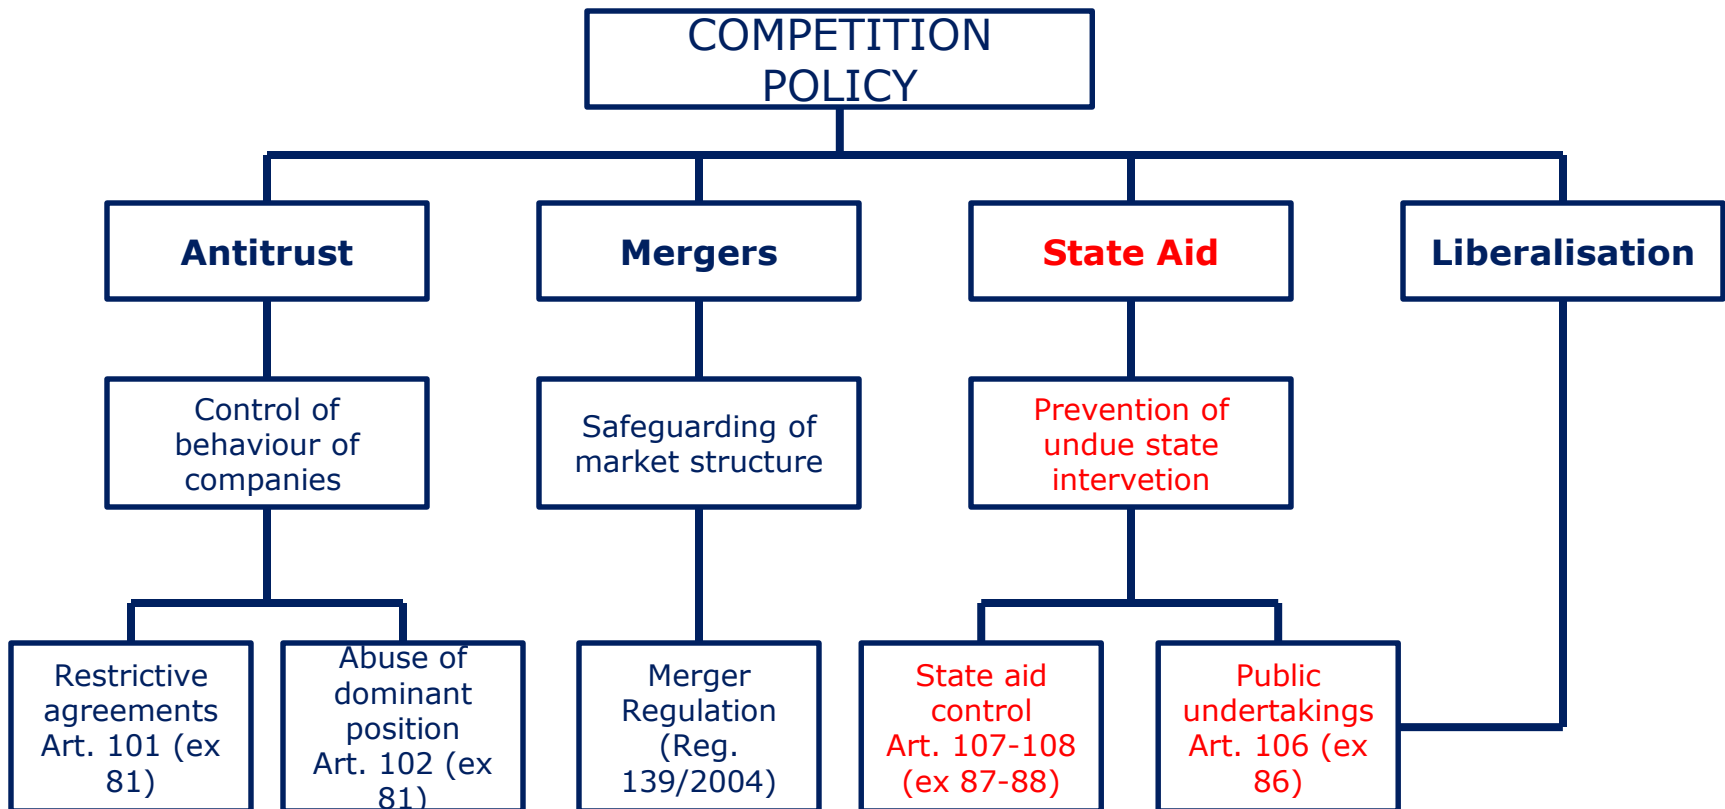 COMPETITION
POLICY
Antitrust
Mergers
State Aid
Liberalisation
Control of
behaviour of
companies
Safeguarding of
market structure
Prevention of
undue state
intervetion
Restrictive
agreements
Art. 101 (ex
81)
Abuse of
dominant
position
Art. 102 (ex
81)
Merger
Regulation
(Reg.
139/2004)
State aid
control
Art. 107-108
(ex 87-88)
Public
undertakings
Art. 106 (ex
86)